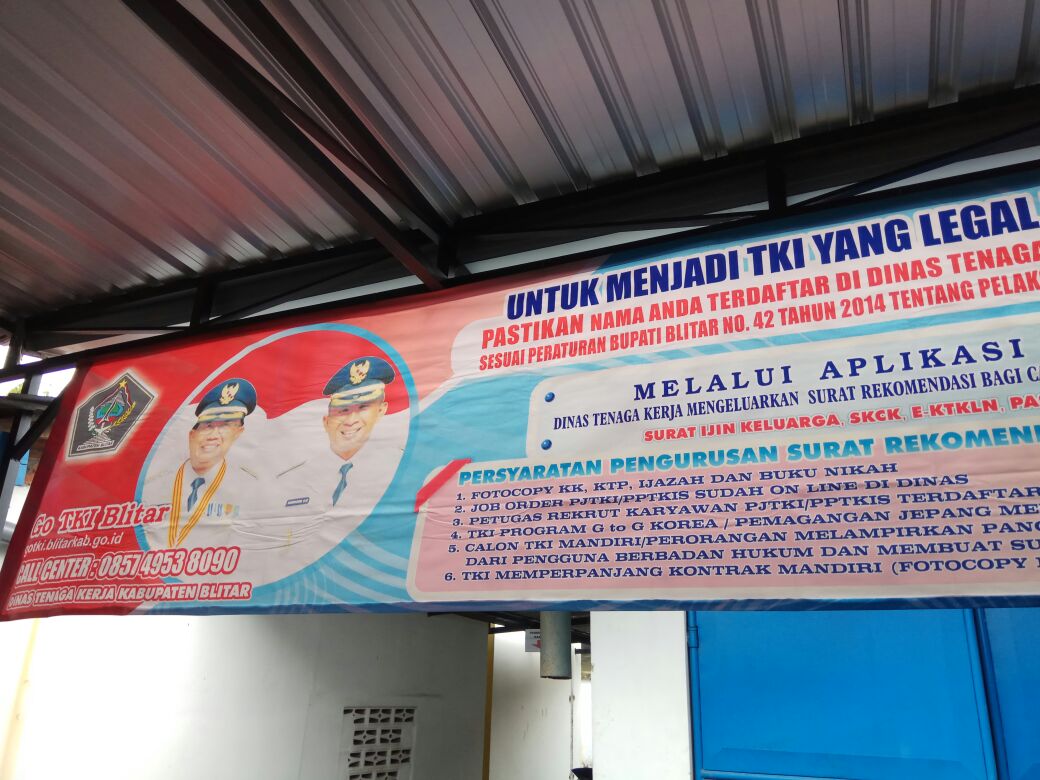 UNTUK MENJADI TKI YANG LEGAL
PASTIKAN NAMA ANDA TERDAFTAR DI DINAS TENAGA
SESUAI PERATURAN BUPATI BLITAR NO. 42 TAHUN 2014 TENTANG
MELALUI APLIKASI
DINAS TENAGA KERJA MENGELUARKAN SURAT REKOMENDASI BAGI
SURAT IJIN KELUARGA, SKCK, E-KTKLN,
PERSYARATAN PENGURUSAN SURAT
1. FOTOCOPY KK, KTP, IJAZAH DAN BUKU NIKAH
2. JOB ORDER PJTKI/PPTKIS SUDAH ON LINE DI DINAS
3. PETUGAS REKRUT KARYAWAN PJTKI/PPTKIS TERDAFTAR
4. TKI PROGRAM G to G KOREA / PEMAGANGAN JEPANG
5. CALON TKI MANDIRI/PERORANGAN MELAMPIRKAN
DARI PENGGUNA BERBADAN HUKUM DAN MEMBUAT
6. TKI MEMPERPANJANG KONTRAK MANDIRI (FOTOCOPY
KABUPATEN BLITAR
Go TKI Blitar
gotki.blitarkab.go.id
CALL CENTER : 0857 4953 8090
DINAS TENAGA KERJA KABUPATEN BLITAR